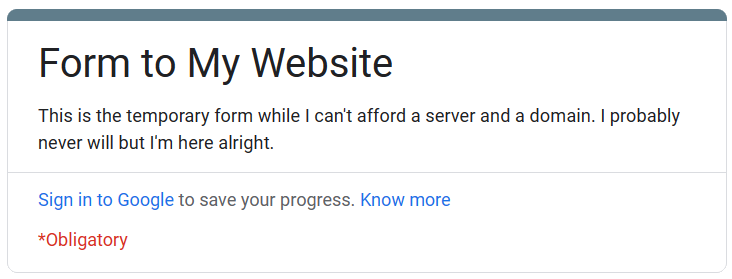 Form to My Website
This is the temporary form while I can't afford a server and a domain. I probably
never will but I'm here alright.
Sign in to Google to save your progress. Know more
*Obligatory